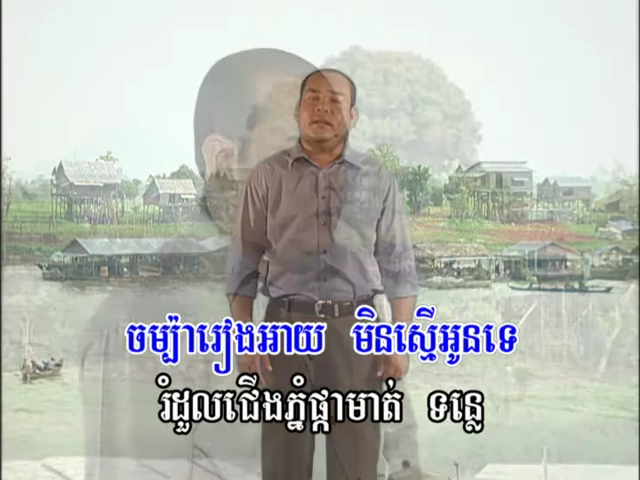 ចម្ប៉ារៀងអាយ មិនស្មើអូនទេ
រំដួលជើងភ្នំផ្កាមាត់ ទន្លេ